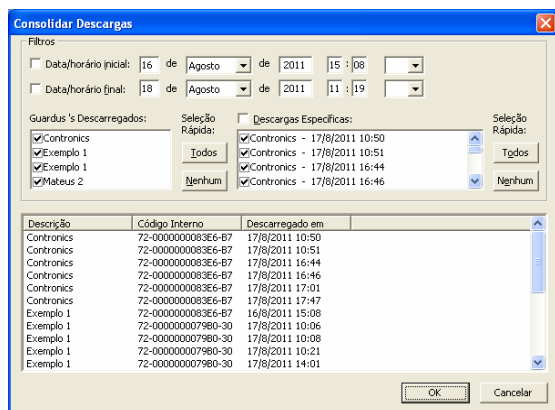 Consolidar Descargas
Filtros
Data/horário inicial: 16 de Agosto de 2011 15 : 08
Data/horário final: 18 de Agosto de 2011 11 : 19
Guardus 's Descarregados:
Contronics
Exemplo 1
Exemplo 1
Mateus 2
Seleção Rápida:
Todos
Nenhum
Descargas Específicas:
Contronics - 17/8/2011 10:50
Contronics - 17/8/2011 10:51
Contronics - 17/8/2011 16:44
Contronics - 17/8/2011 16:46
Seleção Rápida:
Todos
Nenhum
Descrição Código Interno Descarregado em
Contronics 72-0000000083E6-B7 17/8/2011 10:50
Contronics 72-0000000083E6-B7 17/8/2011 10:51
Contronics 72-0000000083E6-B7 17/8/2011 16:44
Contronics 72-0000000083E6-B7 17/8/2011 16:46
Contronics 72-0000000083E6-B7 17/8/2011 17:01
Contronics 72-0000000083E6-B7 17/8/2011 17:47
Exemplo 1 72-0000000083E6-B7 16/8/2011 15:08
Exemplo 1 72-0000000079B0-30 17/8/2011 10:06
Exemplo 1 72-0000000079B0-30 17/8/2011 10:08
Exemplo 1 72-0000000079B0-30 17/8/2011 10:21
Exemplo 1 72-0000000079B0-30 17/8/2011 14:01
OK Cancelar